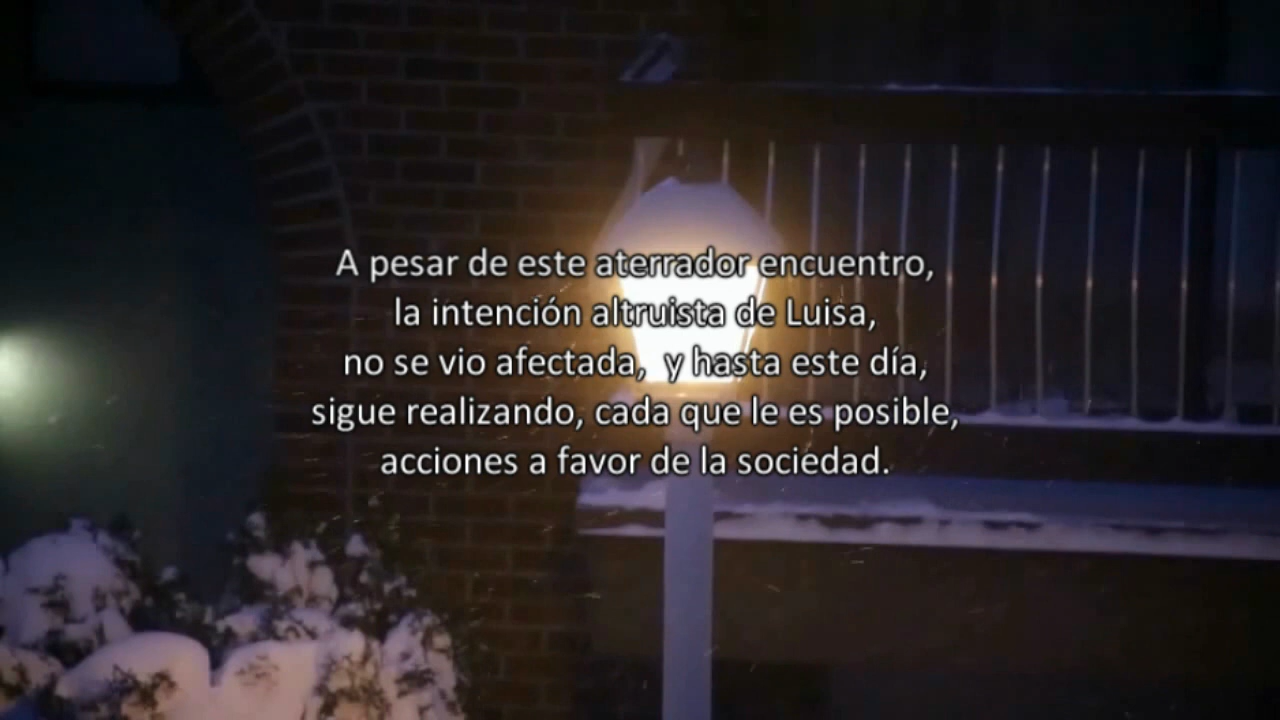 A pesar de este aterrador encuentro,
la intención altruista de Luisa,
no se vio afectada,  y hasta este día,
sigue realizando, cada que le es posible,
acciones a favor de la sociedad.